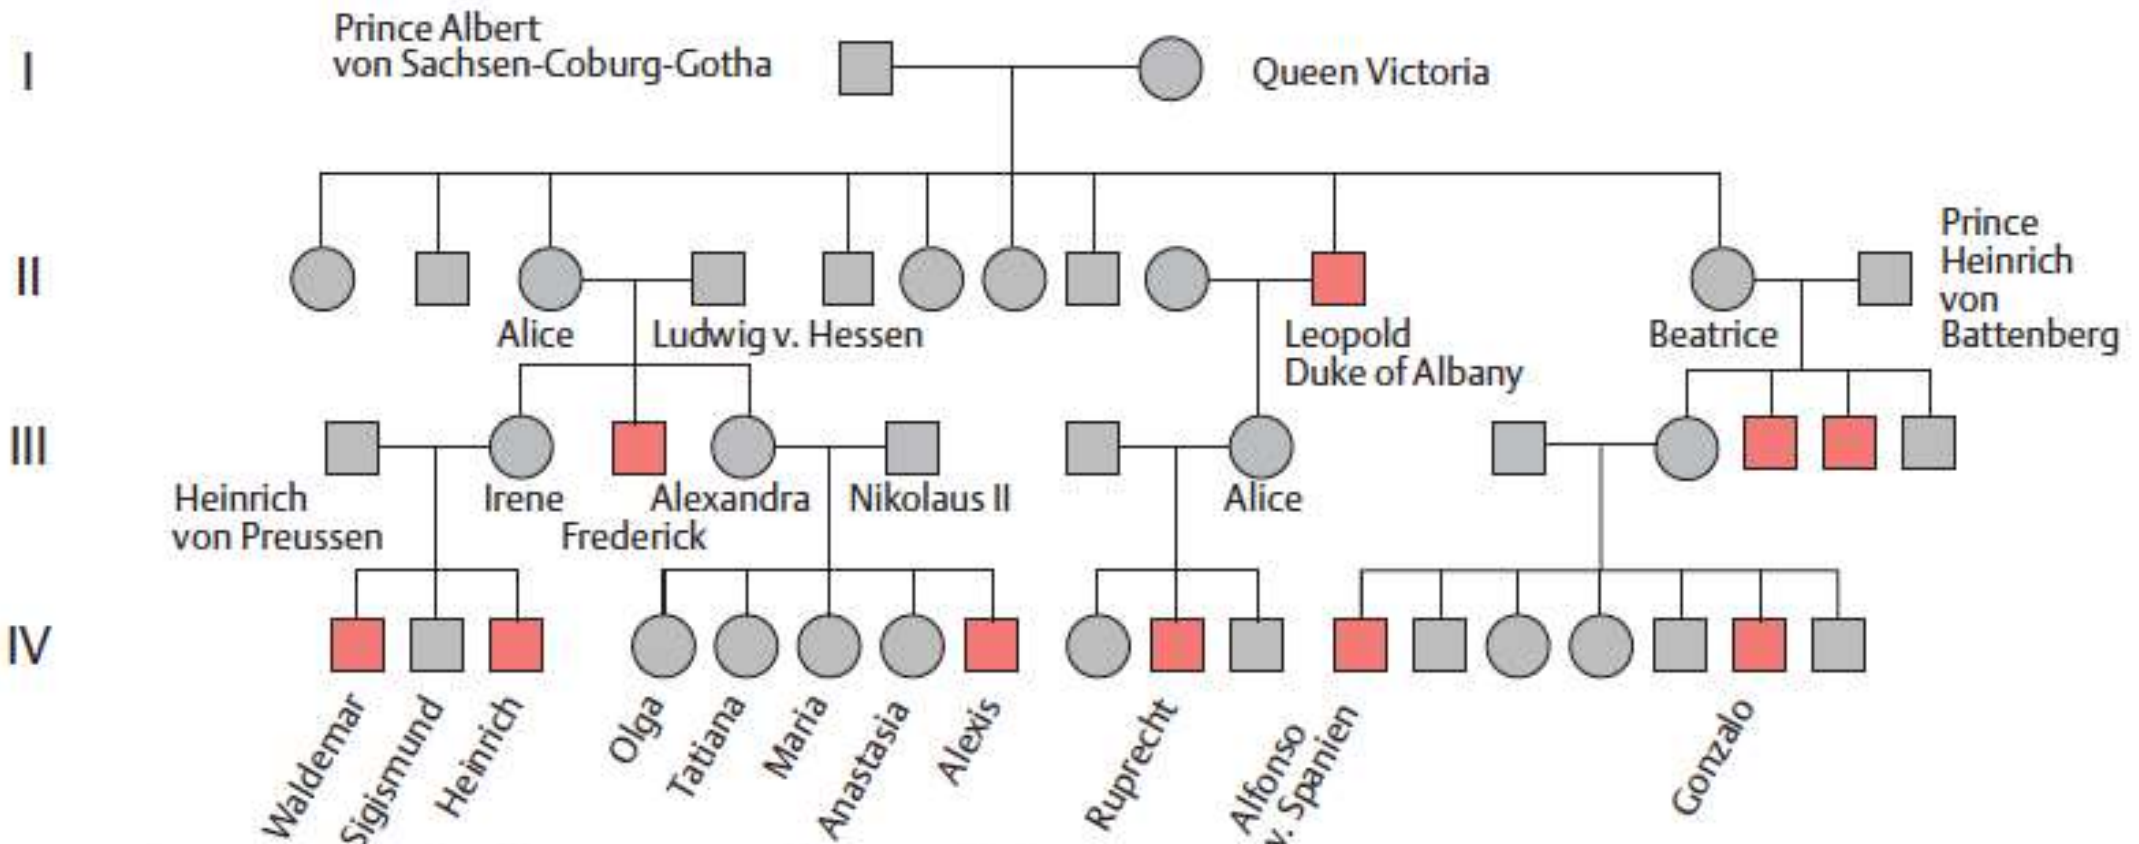 I
Prince Albert
von Sachsen-Coburg-Gotha
Queen Victoria
II
Alice
Ludwig v. Hessen
Leopold
Duke of Albany
Beatrice
Prince
Heinrich
von
Battenberg
III
Heinrich
von Preussen
Irene
Frederick
Alexandra
Nikolaus II
Alice
IV
Waldemar
Sigismund
Heinrich
Olga
Tatiana
Maria
Anastasia
Alexis
Ruprecht
Alfonso
v. Spanien
Gonzalo